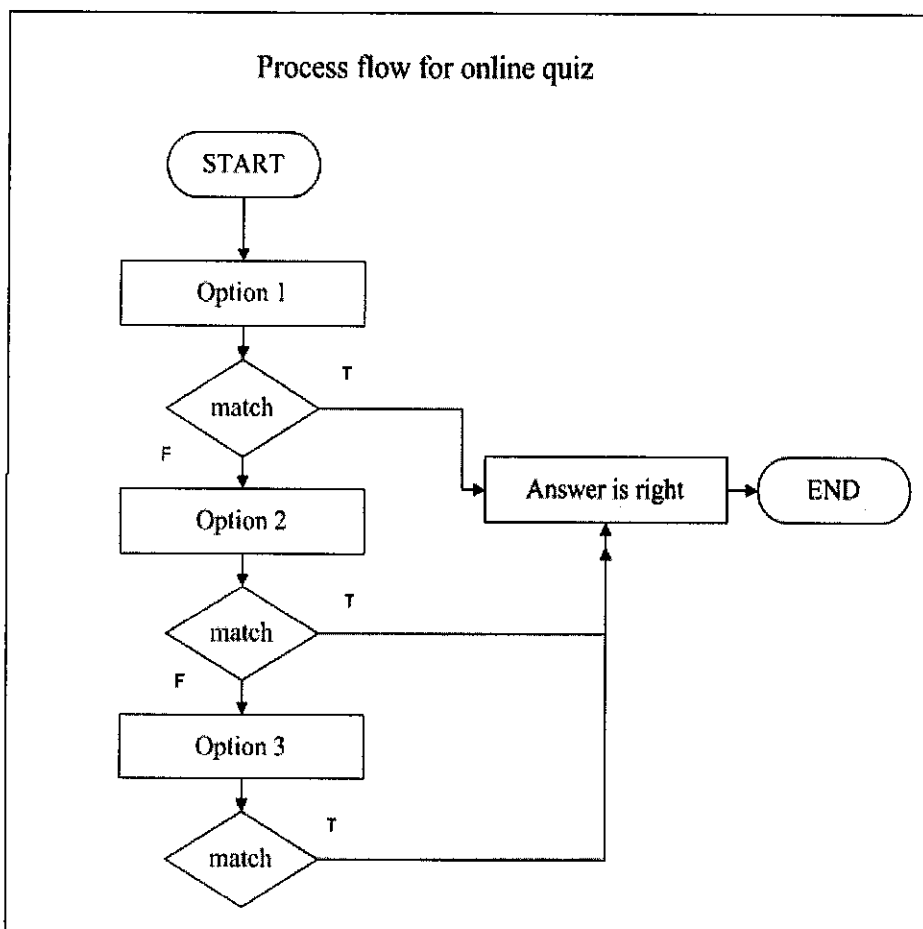 Process flow for online quiz
START
Option 1
T
match
F
Answer is right
END
Option 2
T
match
F
Option 3
T
match